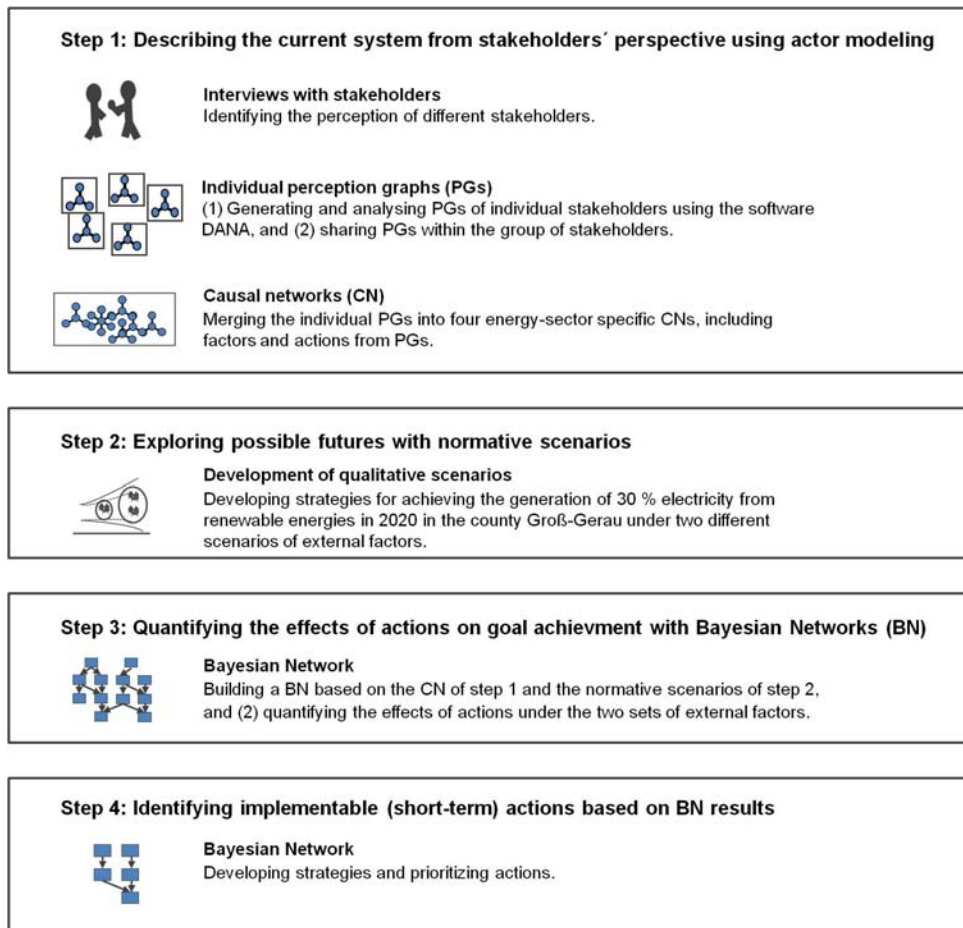 Step 1: Describing the current system from stakeholders´ perspective using actor modeling
Interviews with stakeholders
Identifying the perception of different stakeholders.
Individual perception graphs (PGs)
(1) Generating and analysing PGs of individual stakeholders using the software
DANA, and (2) sharing PGs within the group of stakeholders.
Causal networks (CN)
Merging the individual PGs into four energy-sector specific CNs, including
factors and actions from PGs.
Step 2: Exploring possible futures with normative scenarios
Development of qualitative scenarios
Developing strategies for achieving the generation of 30 % electricity from
renewable energies in 2020 in the county Groß-Gerau under two different
scenarios of external factors.
Step 3: Quantifying the effects of actions on goal achievment with Bayesian Networks (BN)
Bayesian Network
Building a BN based on the CN of step 1 and the normative scenarios of step 2,
and (2) quantifying the effects of actions under the two sets of external factors.
Step 4: Identifying implementable (short-term) actions based on BN results
Bayesian Network
Developing strategies and prioritizing actions.